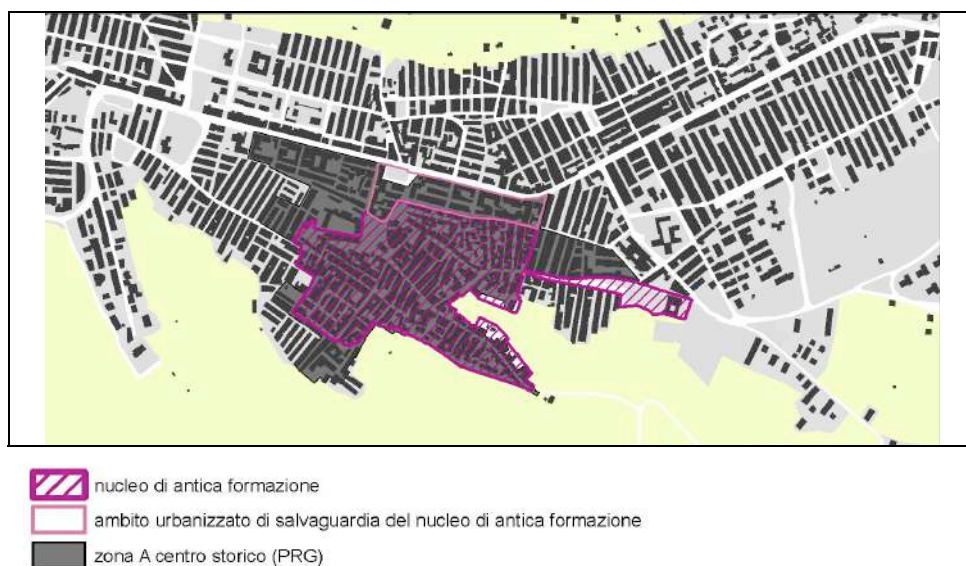 nucleo di antica formazione
ambito urbanizzato di salvaguardia del nucleo di antica formazione
zona A centro storico (PRG)